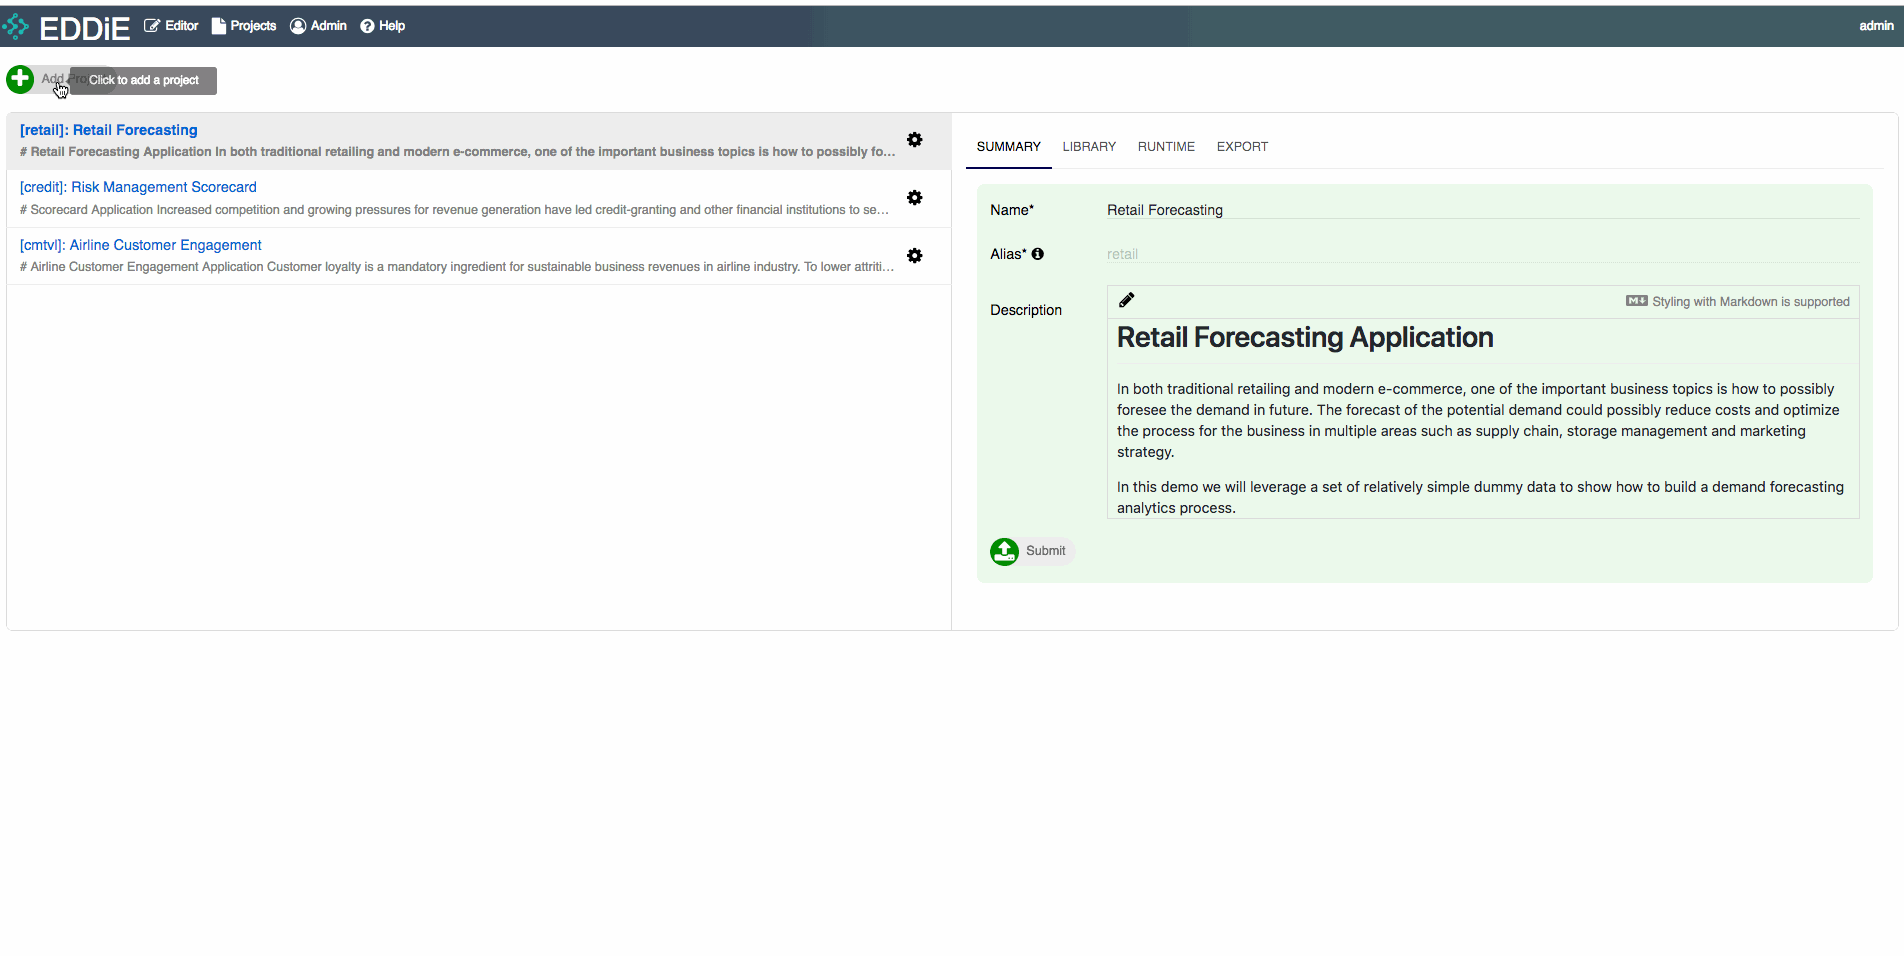 EDDiE Editor Projects Admin Help admin
Add Click to add a project
[retail]: Retail Forecasting
# Retail Forecasting Application In both traditional retailing and modern e-commerce, one of the important business topics is how to possibly fo...
[credit]: Risk Management Scorecard
# Scorecard Application Increased competition and growing pressures for revenue generation have led credit-granting and other financial institutions to se...
[cmtvl]: Airline Customer Engagement
# Airline Customer Engagement Application Customer loyalty is a mandatory ingredient for sustainable business revenues in airline industry. To lower attriti...
SUMMARY LIBRARY RUNTIME EXPORT
Name* Retail Forecasting
Alias* retail
Description
M Styling with Markdown is supported
Retail Forecasting Application
In both traditional retailing and modern e-commerce, one of the important business topics is how to possibly
foresee the demand in future. The forecast of the potential demand could possibly reduce costs and optimize
the process for the business in multiple areas such as supply chain, storage management and marketing
strategy.
In this demo we will leverage a set of relatively simple dummy data to show how to build a demand forecasting
analytics process.
Submit